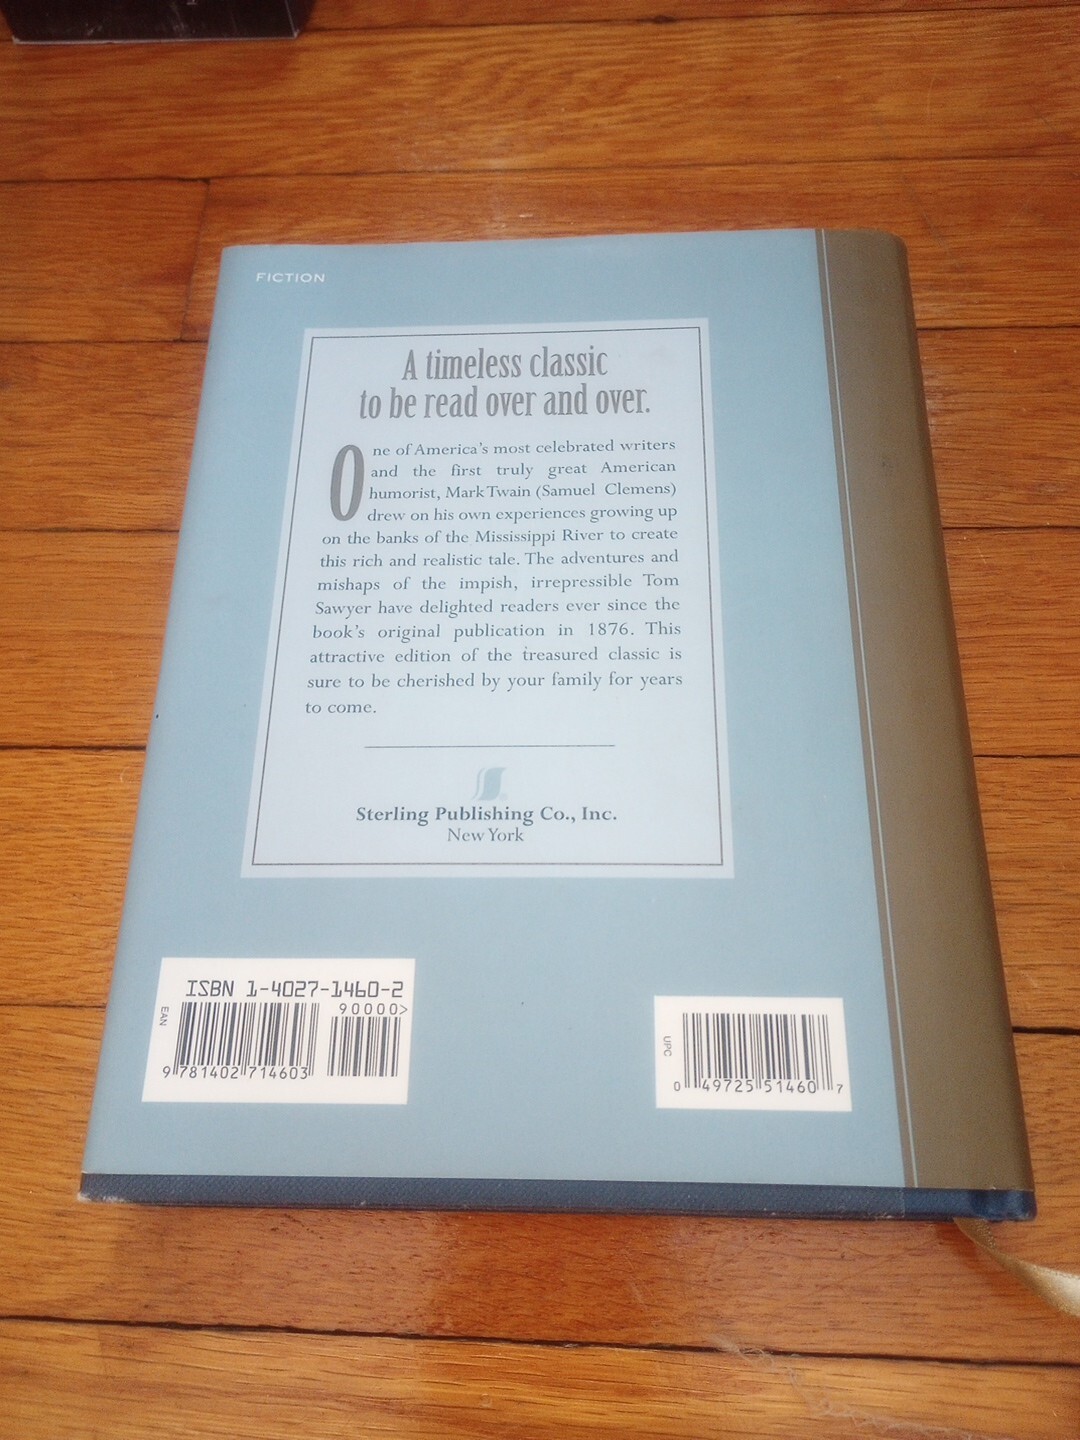 FICTION
A timeless classic
to be read over and over.
One of America's most celebrated writers
and the first truly great American
humorist, Mark Twain (Samuel Clemens)
drew on his own experiences growing up
on the banks of the Mississippi River to create
this rich and realistic tale. The adventures and
mishaps of the impish, irrepressible Tom
Sawyer have delighted readers ever since the
book's original publication in 1876. This
attractive edition of the treasured classic is
sure to be cherished by your family for years
to come.
Sterling Publishing Co., Inc.
New York
ISBN 1-4027-1460-2
90000>
EAN
9 781402 714603
UPC
0 49725 51460 7